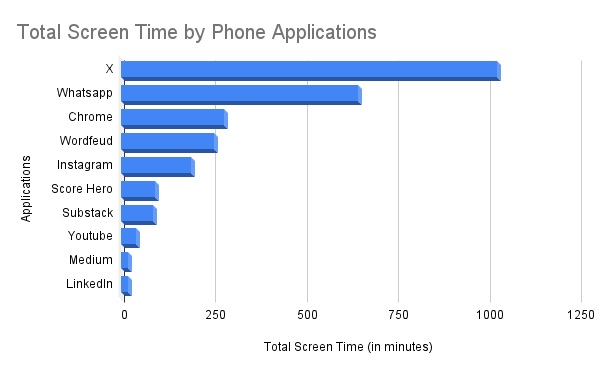 Total Screen Time by Phone Applications
X
Whatsapp
Chrome
Wordfeud
Instagram
Score Hero
Substack
Youtube
Medium
LinkedIn
Applications
0 250 500 750 1000 1250
Total Screen Time (in minutes)